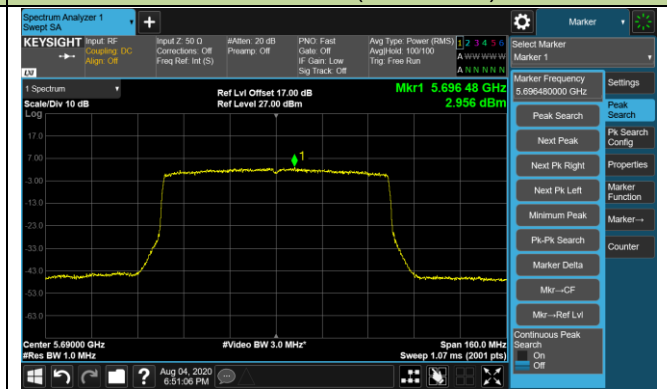 Spectrum Analyzer 1
Swept SA
+
Marker
KEYSIGHT
Input: RF
Coupling: DC
Align: Off
Input Z: 50 Ω
Corrections: Off
Freq Ref: Int (S)
#Atten: 20 dB
Preamp: Off
PNO: Fast
Gate: Off
IF Gain: Low
Sig Track: Off
Avg Type: Power (RMS)
Avg|Hold: 100/100
Trig: Free Run
1 2 3 4 5 6
A W W W W W
A N N N N N
LXI
Select Marker
Marker 1
1 Spectrum
Scale/Div 10 dB
Log
Ref Lvl Offset 17.00 dB
Ref Level 27.00 dBm
Mkr1 5.696 48 GHz
2.956 dBm
17.0
7.00
-3.00
-13.0
-23.0
-33.0
-43.0
-53.0
-63.0
1
Center 5.69000 GHz
#Res BW 1.0 MHz
#Video BW 3.0 MHz*
Span 160.0 MHz
Sweep 1.07 ms (2001 pts)
Marker Frequency
5.696480000 GHz
Peak Search
Next Peak
Next Pk Right
Next Pk Left
Minimum Peak
Pk-Pk Search
Marker Delta
Mkr→CF
Mkr→Ref Lvl
Continuous Peak
Search
On
Off
Settings
Peak
Search
Pk Search
Config
Properties
Marker
Function
Marker→
Counter
?
Aug 04, 2020
6:51:06 PM